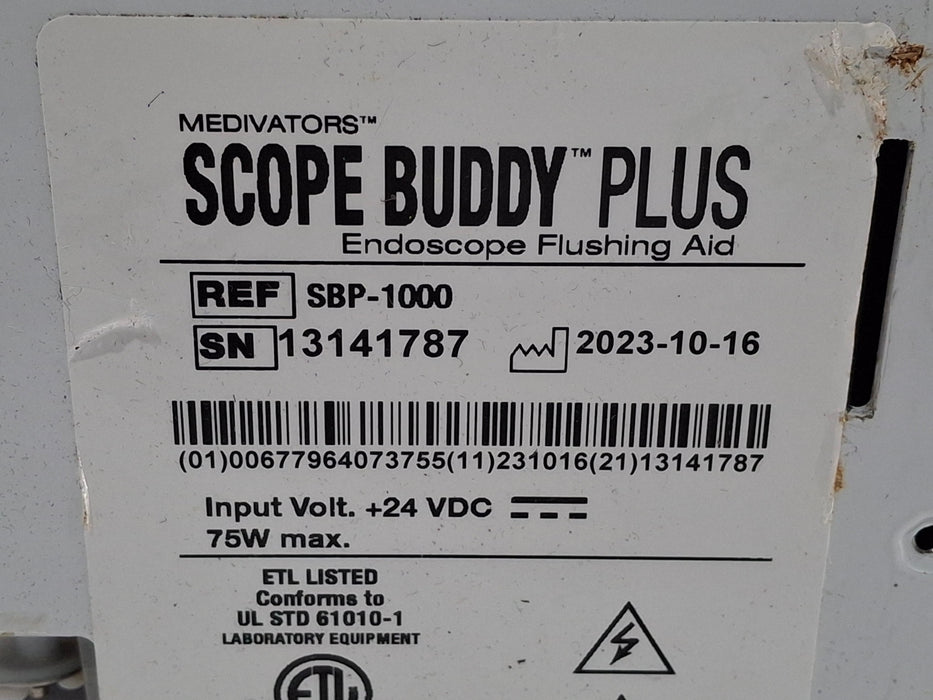 MEDIVATORS™
SCOPE BUDDY™ PLUS
Endoscope Flushing Aid
REF SBP-1000
SN 13141787 2023-10-16
(01)00677964073755(11)231016(21)13141787
Input Volt. +24 VDC
75W max.
ETL LISTED
Conforms to
UL STD 61010-1
LABORATORY EQUIPMENT
ETL